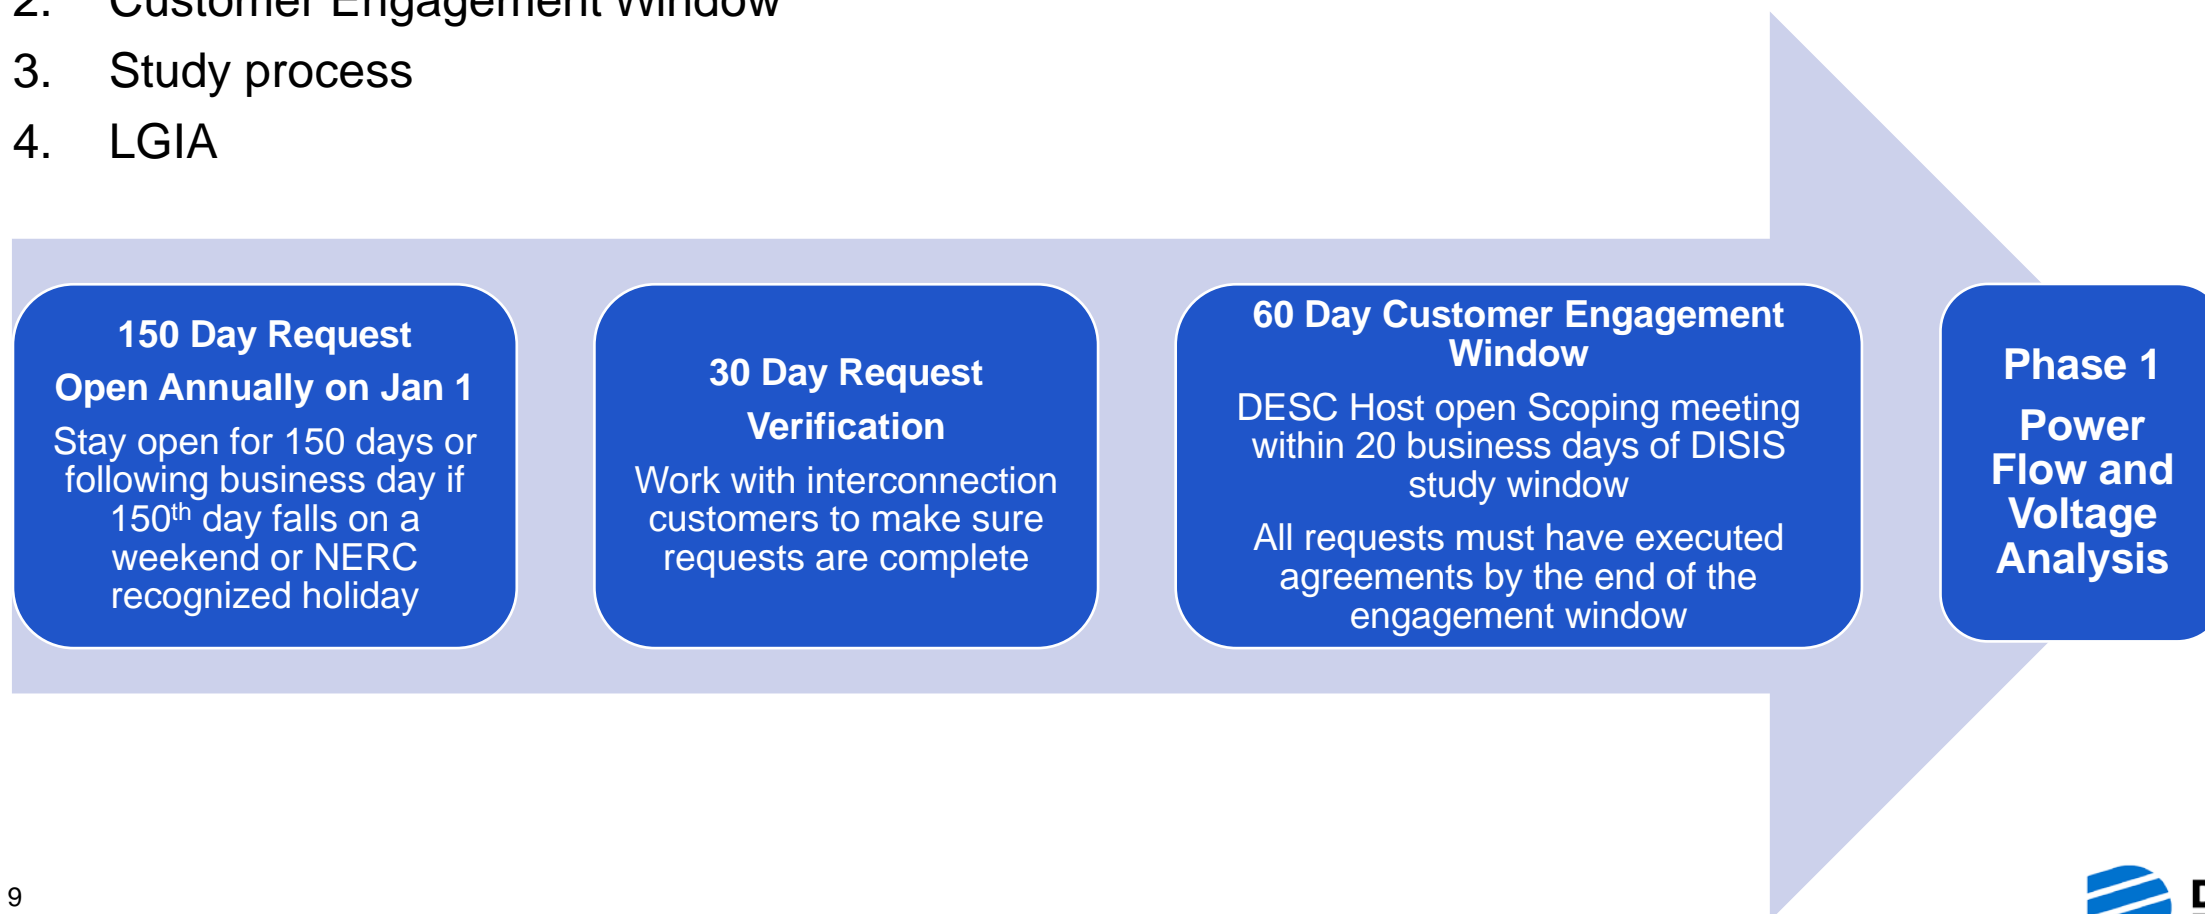 2. Customer Engagement Window
3. Study process
4. LGIA
150 Day Request
Open Annually on Jan 1
Stay open for 150 days or
following business day if
150th day falls on a
weekend or NERC
recognized holiday
30 Day Request
Verification
Work with interconnection
customers to make sure
requests are complete
60 Day Customer Engagement
Window
DESC Host open Scoping meeting
within 20 business days of DISIS
study window
All requests must have executed
agreements by the end of the
engagement window
Phase 1
Power
Flow and
Voltage
Analysis
9